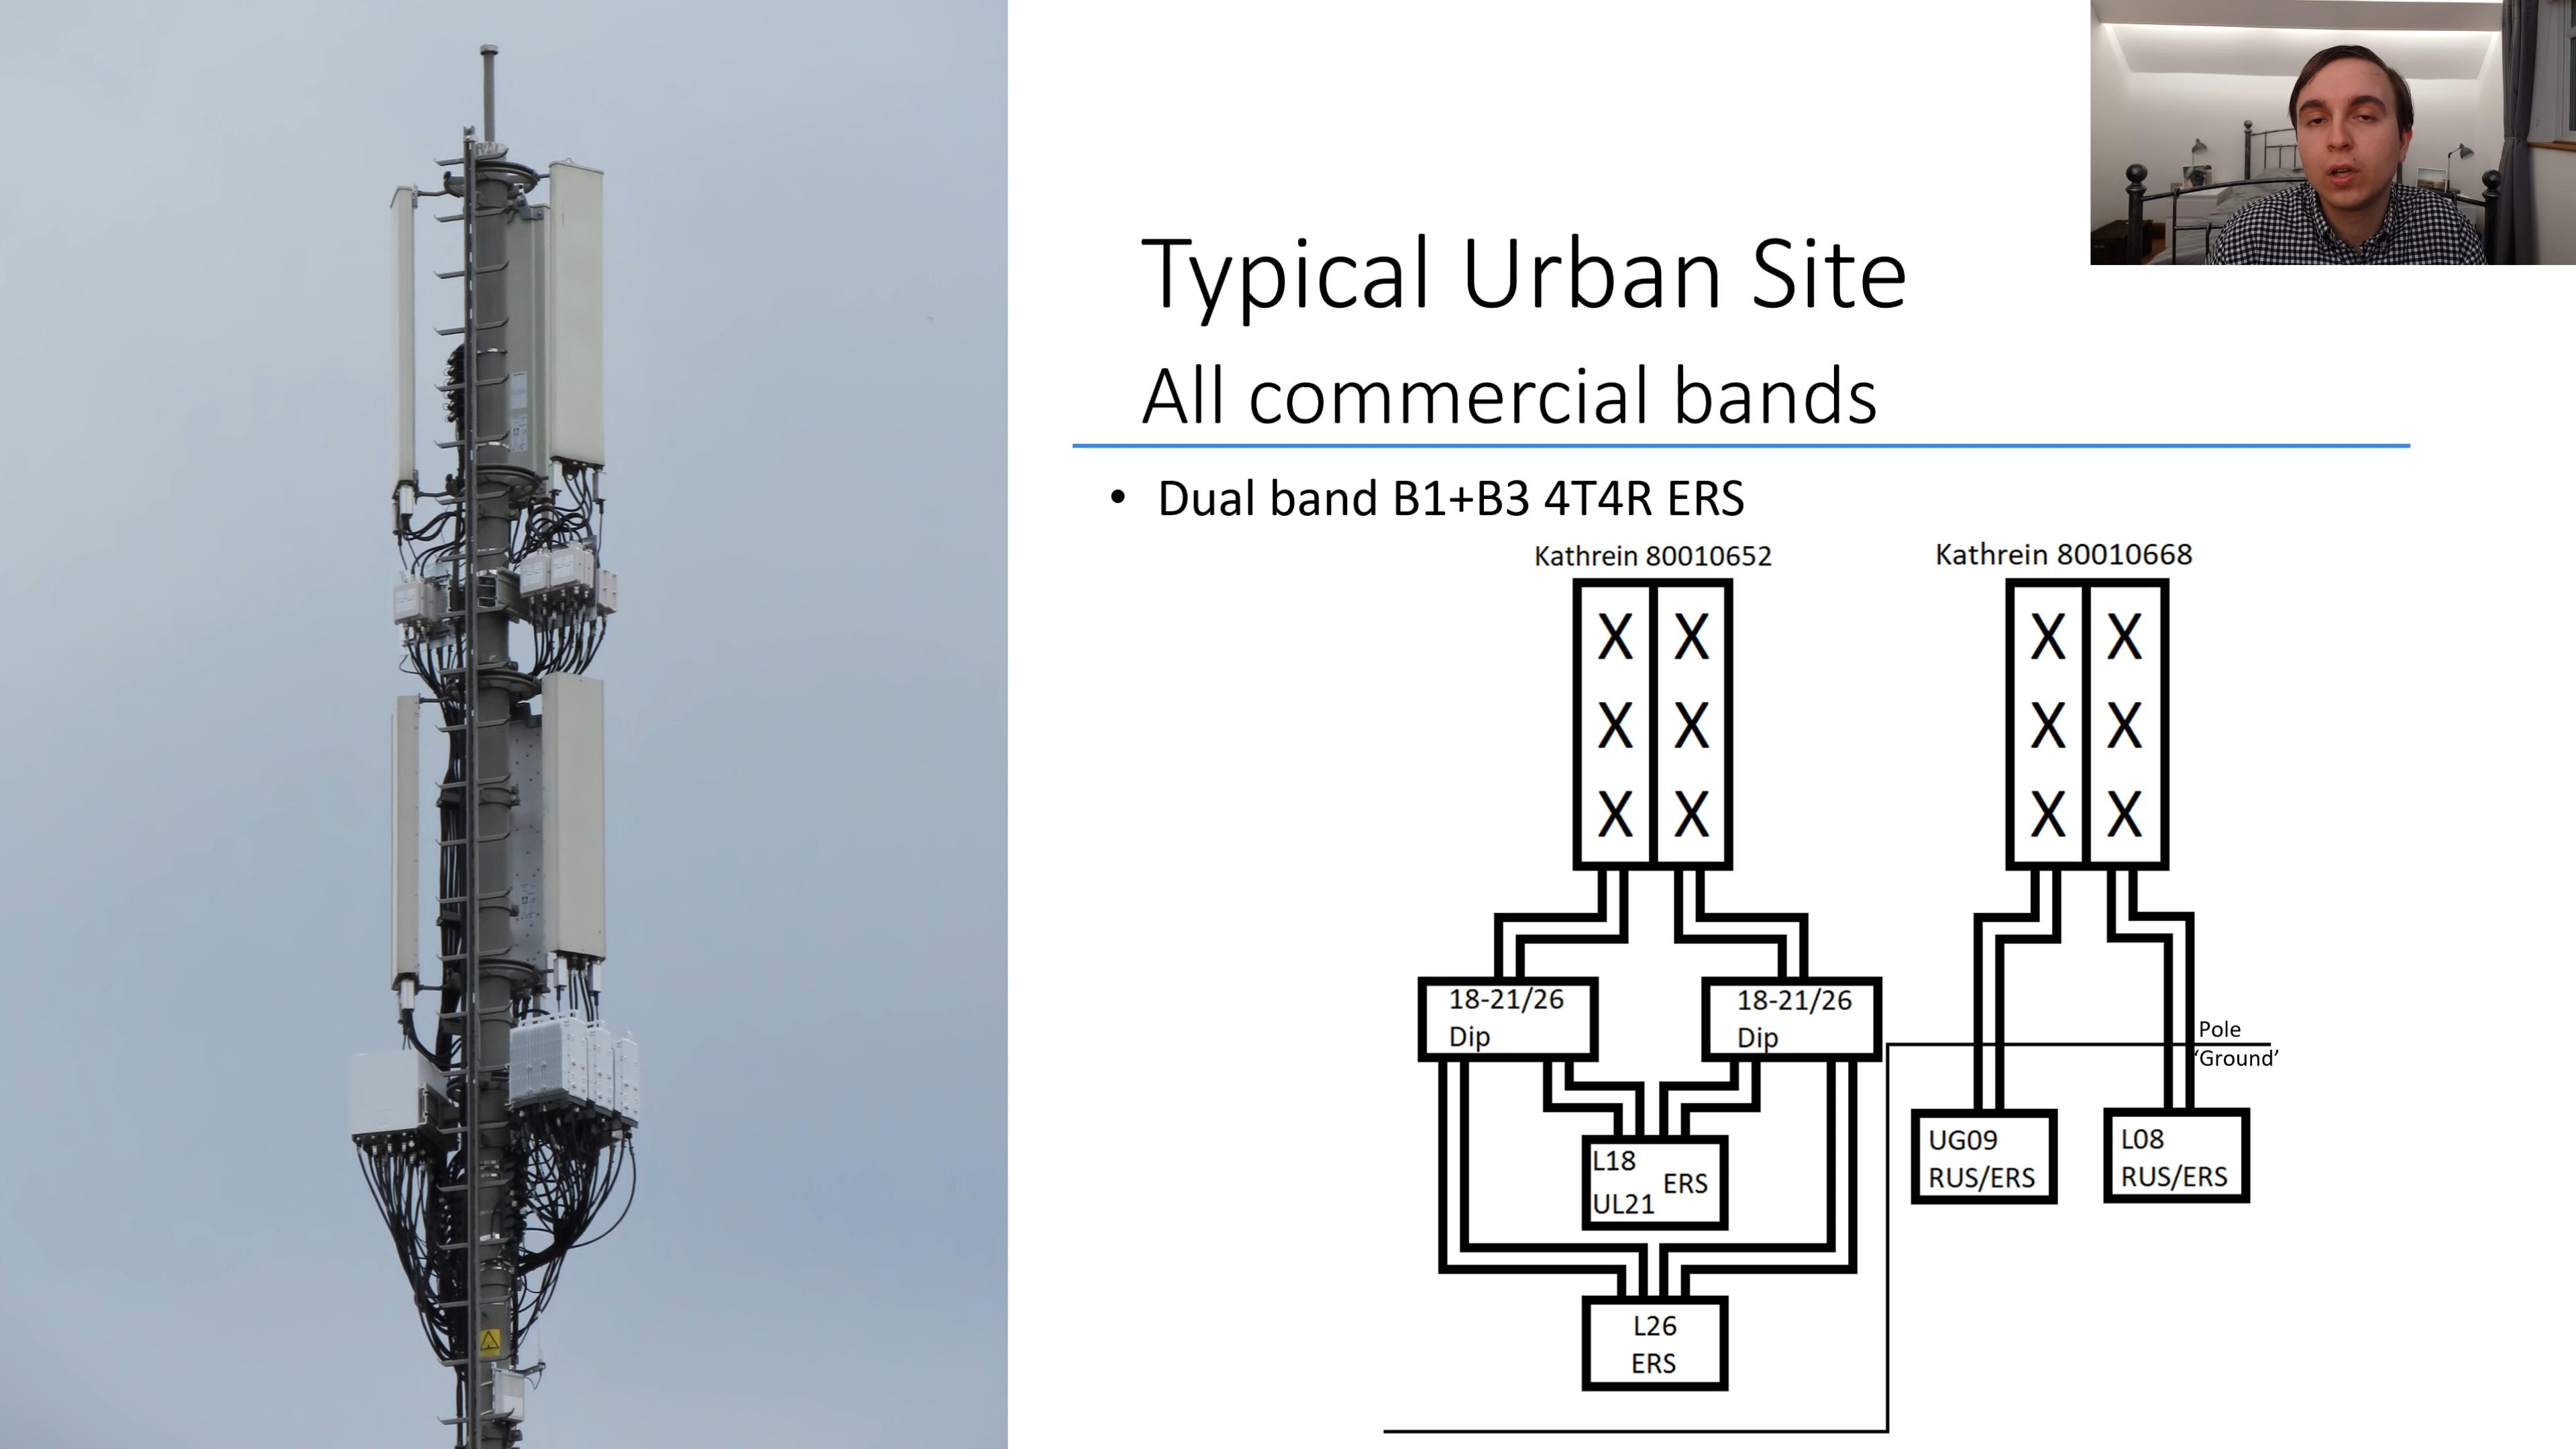 Typical Urban Site
All commercial bands
• Dual band B1+B3 4T4R ERS
Kathrein 80010652
Kathrein 80010668
X X
X X
X X
X X
X X
X X
18-21/26
Dip
18-21/26
Dip
Pole
‘Ground’
L18
UL21
ERS
UG09
RUS/ERS
L08
RUS/ERS
L26
ERS